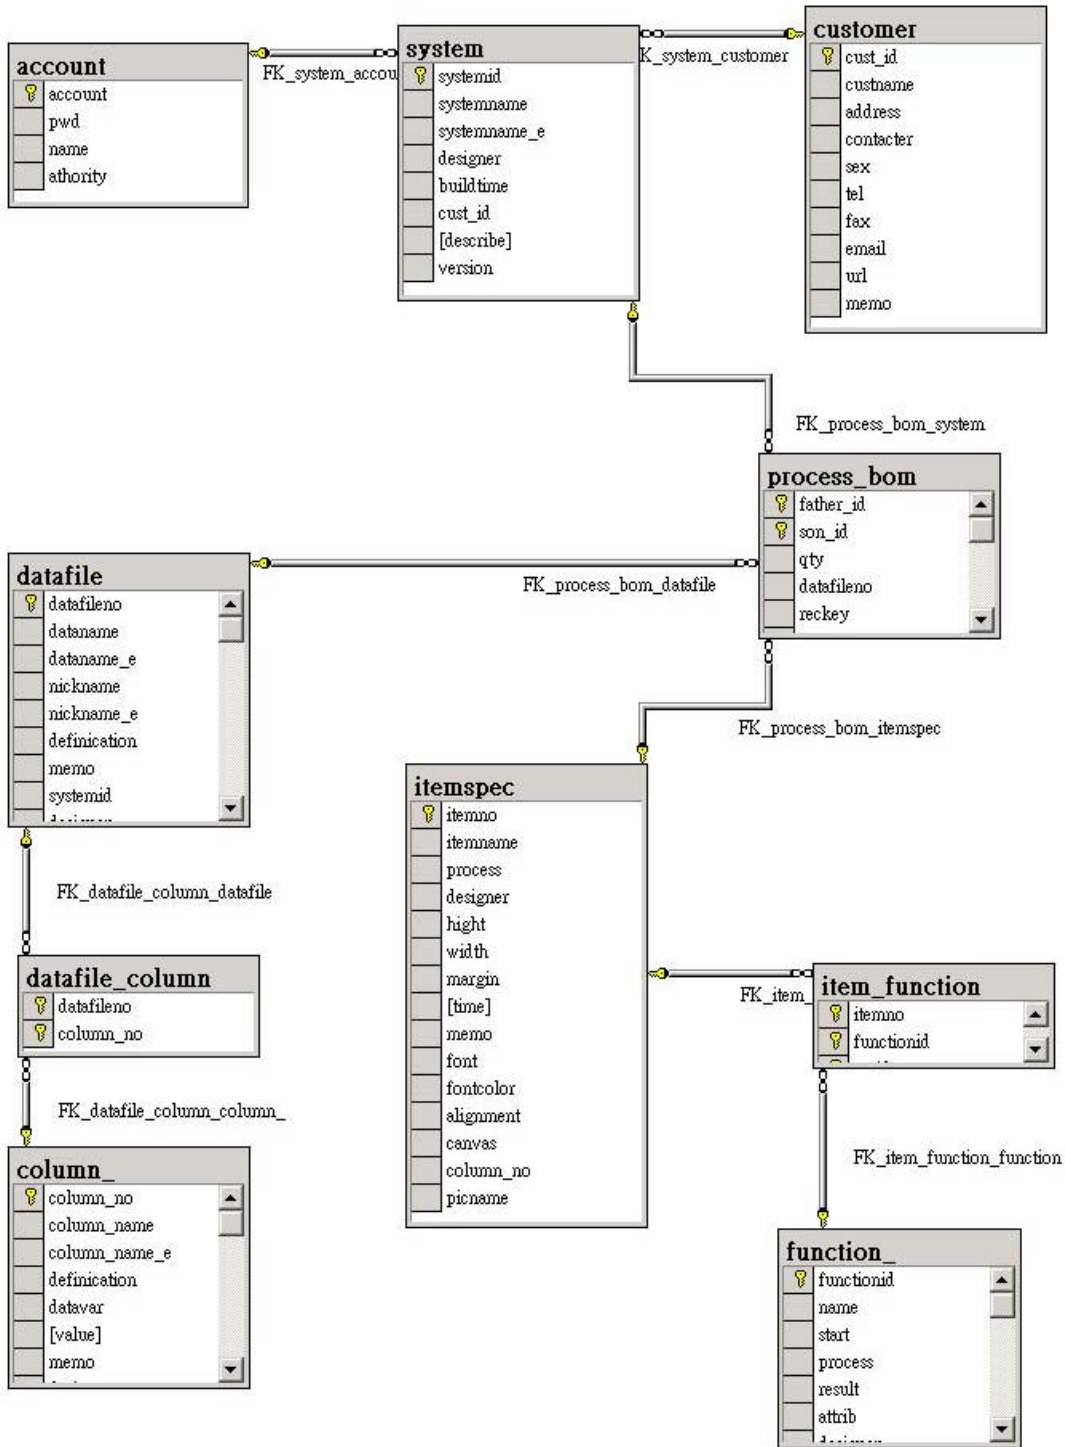 account
account
pwd
name
athority
FK_system_accou
system
systemid
systemname
systemname_e
designer
buildtime
cust_id
[describe]
version
K_system_customer
customer
cust_id
custname
address
contacter
sex
tel
fax
email
url
memo
FK_process_bom_system
process_bom
father_id
son_id
qty
datafileno
reckey
FK_process_bom_datafile
datafile
datafileno
dataname
dataname_e
nickname
nickname_e
definication
memo
systemid
FK_process_bom_itemspec
itemspec
itemno
itemname
process
designer
hight
width
margin
[time]
memo
font
fontcolor
alignment
canvas
column_no
picname
FK_datafile_column_datafile
datafile_column
datafileno
column_no
FK_datafile_column_column_
column_
column_no
column_name
column_name_e
definication
datavar
[value]
memo
FK_item_
item_function
itemno
functionid
FK_item_function_function
function_
functionid
name
start
process
result
attrib